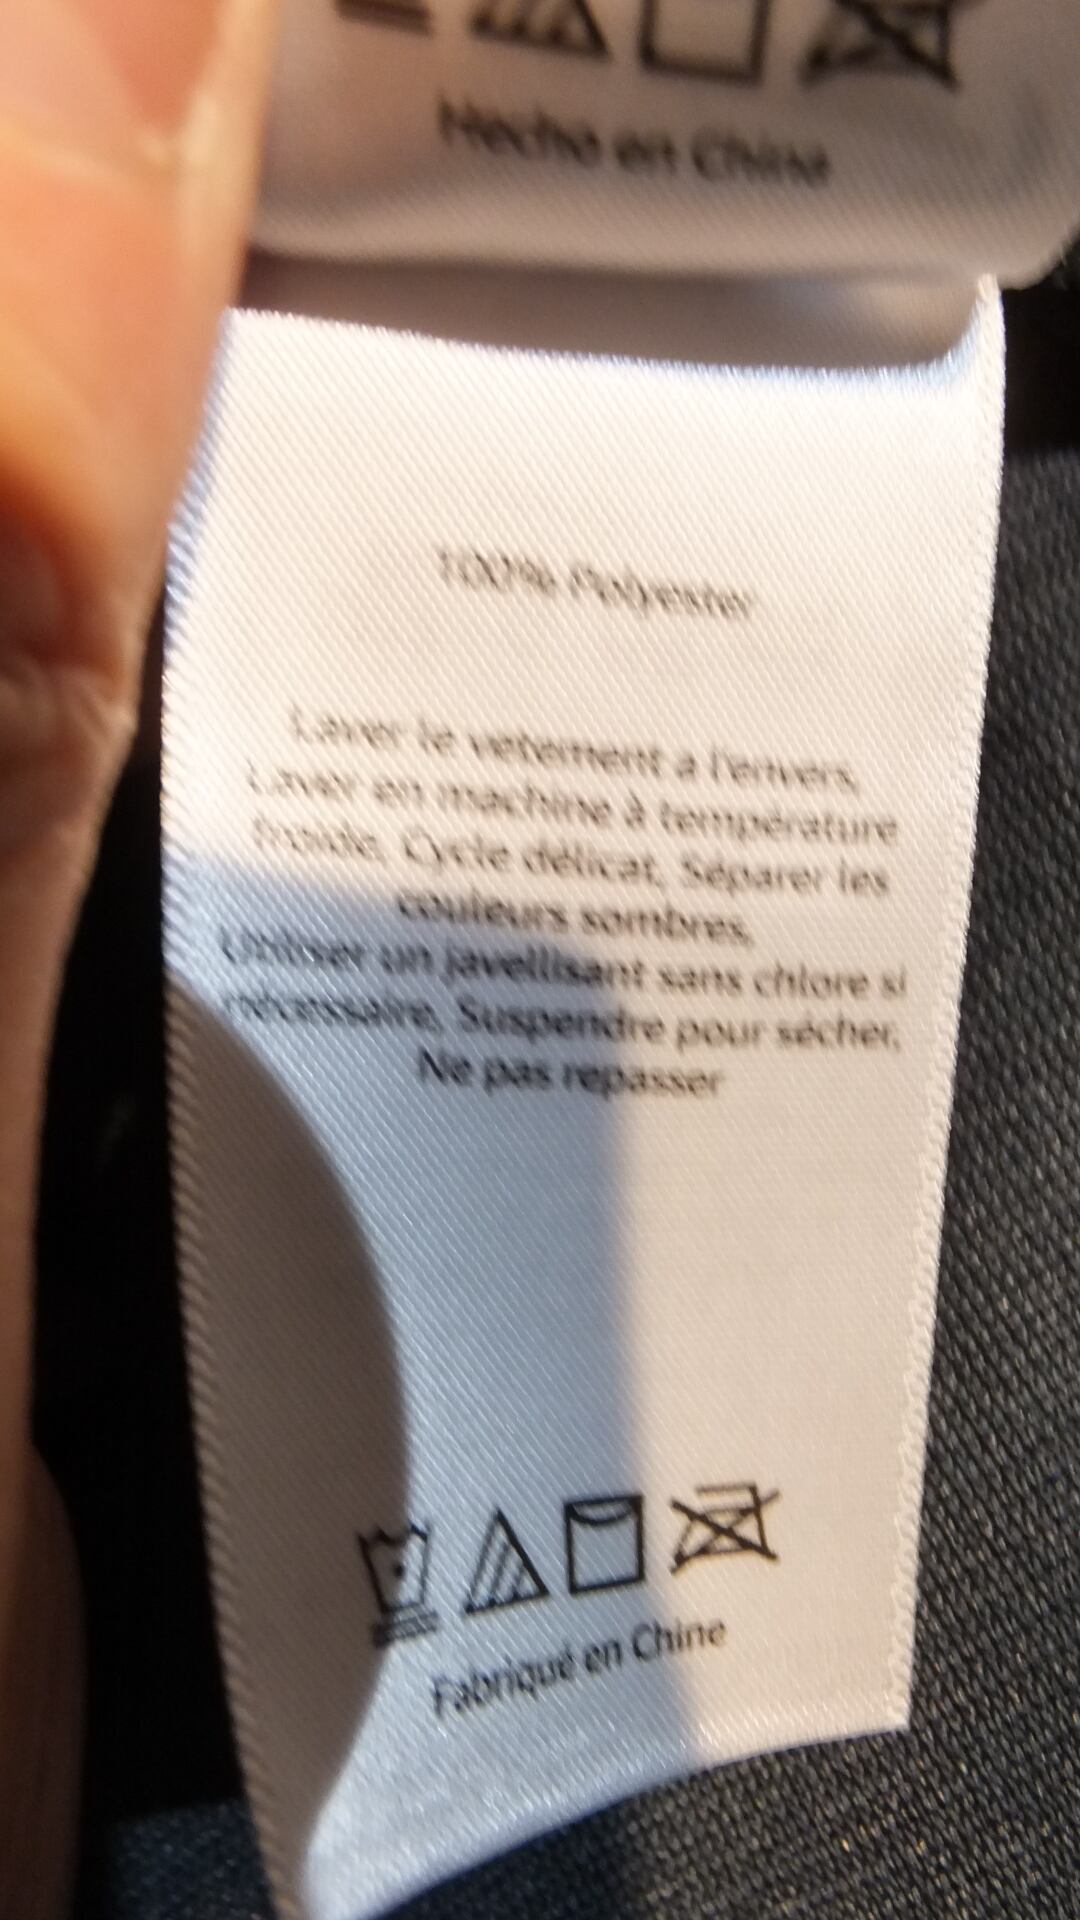 Hecho en Chine
100% Polyester
Laver le vetement a l'envers,
Laver en machine à température
froide, Cycle délicat, Séparer les
couleurs sombres,
Utiliser un javellisant sans chlore si
nécessaire, Suspendre pour sécher,
Ne pas repasser
Fabriqué en Chine